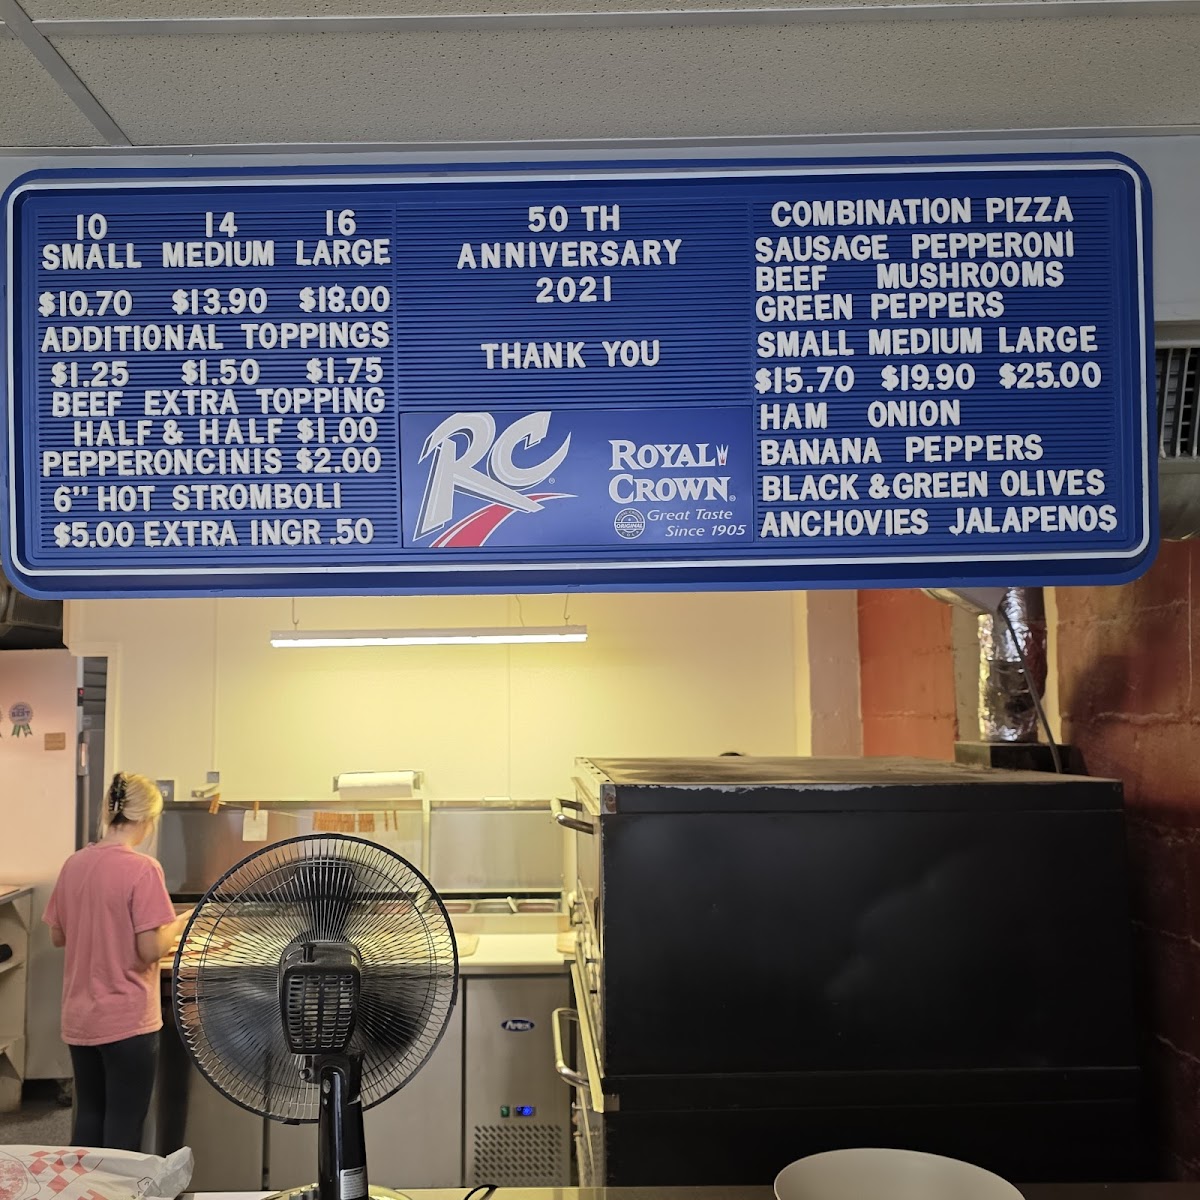 10 14 16
SMALL MEDIUM LARGE
$10.70 $13.90 $18.00
ADDITIONAL TOPPINGS
$1.25 $1.50 $1.75
BEEF EXTRA TOPPING
HALF & HALF $1.00
PEPPERONCINIS $2.00
6" HOT STROMBOLI
$5.00 EXTRA INGR .50
50 TH
ANNIVERSARY
2021
THANK YOU
RC
ROYAL
CROWN
ORIGINAL
Great Taste
Since 1905
COMBINATION PIZZA
SAUSAGE PEPPERONI
BEEF MUSHROOMS
GREEN PEPPERS
SMALL MEDIUM LARGE
$15.70 $19.90 $25.00
HAM ONION
BANANA PEPPERS
BLACK & GREEN OLIVES
ANCHOVIES JALAPENOS